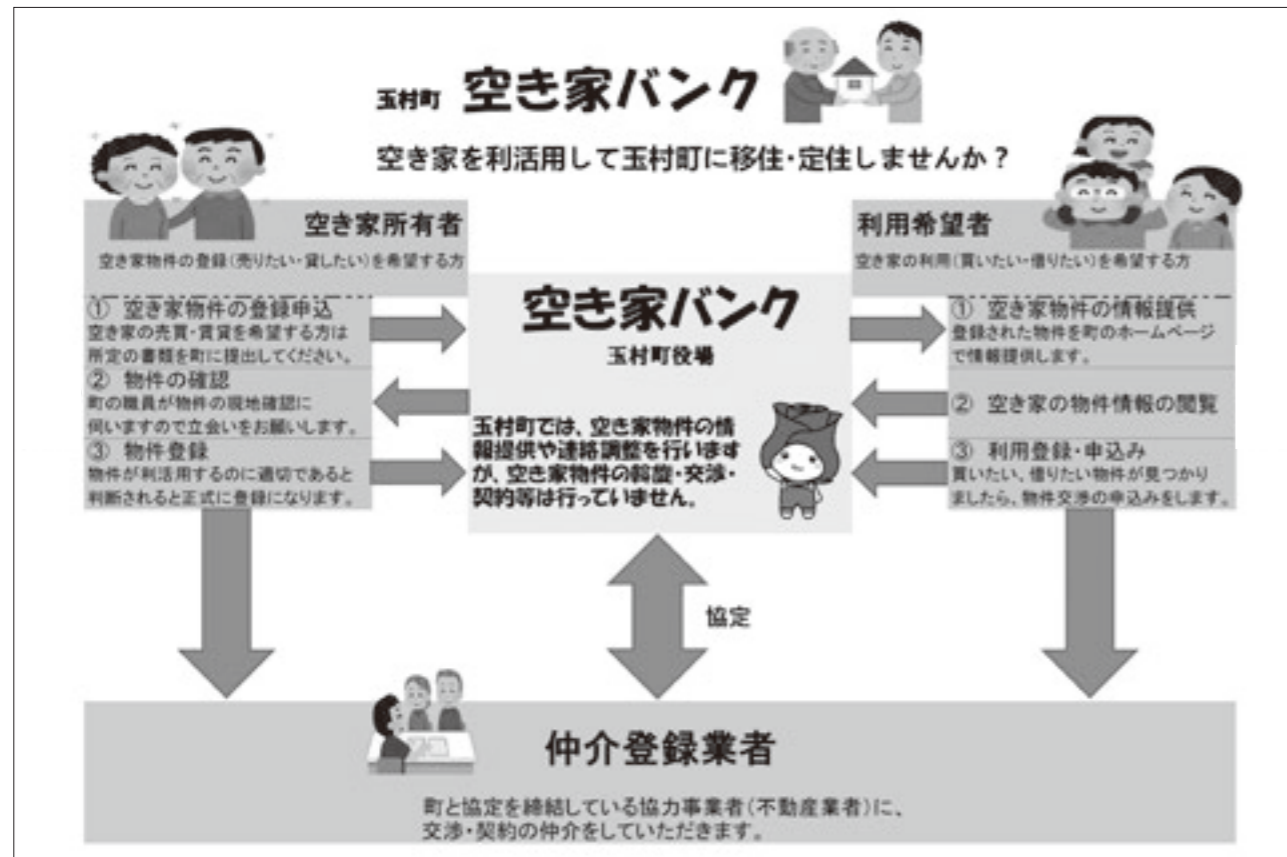 玉村町 空き家バンク
空き家を利活用して玉村町に移住・定住しませんか？
空き家所有者
空き家物件の登録(売りたい・貸したい)を希望する方
① 空き家物件の登録申込
空き家の売買・賃貸を希望する方は
所定の書類を町に提出してください。
② 物件の確認
町の職員が物件の現地確認に
伺いますので立会いをお願いします。
③ 物件登録
物件が利活用するのに適切であると
判断されると正式に登録になります。
空き家バンク
玉村町役場
玉村町では、空き家物件の情
報提供や連絡調整を行います
が、空き家物件の斡旋・交渉・
契約等は行っていません。
利用希望者
空き家の利用(買いたい・借りたい)を希望する方
① 空き家物件の情報提供
登録された物件を町のホームページ
で情報提供します。
② 空き家の物件情報の閲覧
③ 利用登録・申込み
買いたい、借りたい物件が見つかり
ましたら、物件交渉の申込みをします。
協定
仲介登録業者
町と協定を締結している協力事業者(不動産業者)に、
交渉・契約の仲介をしていただきます。